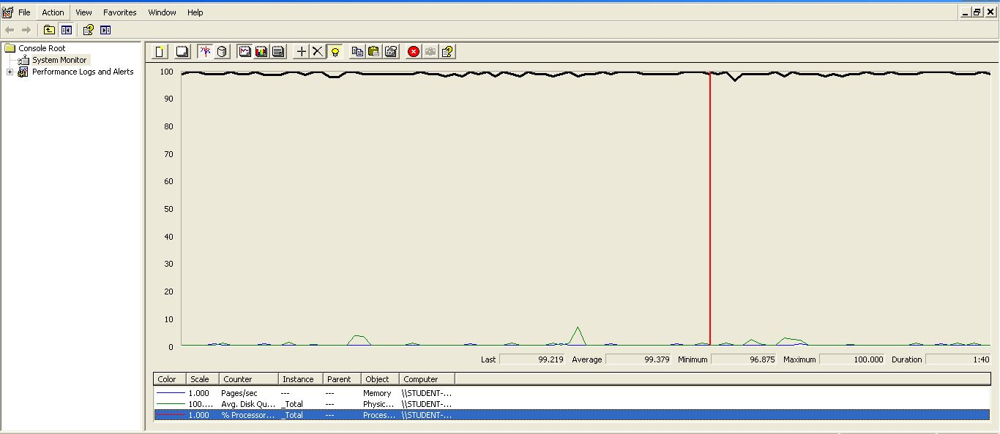 File Action View Favorites Window Help
Console Root
System Monitor
Performance Logs and Alerts
100
90
80
70
60
50
40
30
20
10
0
Last 99.219 Average 99.379 Minimum 96.875 Maximum 100.000 Duration 1:40
Color Scale Counter Instance Parent Object Computer
1.000 Pages/sec --- --- Memory \\STUDENT-...
100.... Avg. Disk Qu... _Total --- Physic... \\STUDENT-...
1.000 % Processor... _Total --- Proces... \\STUDENT-...